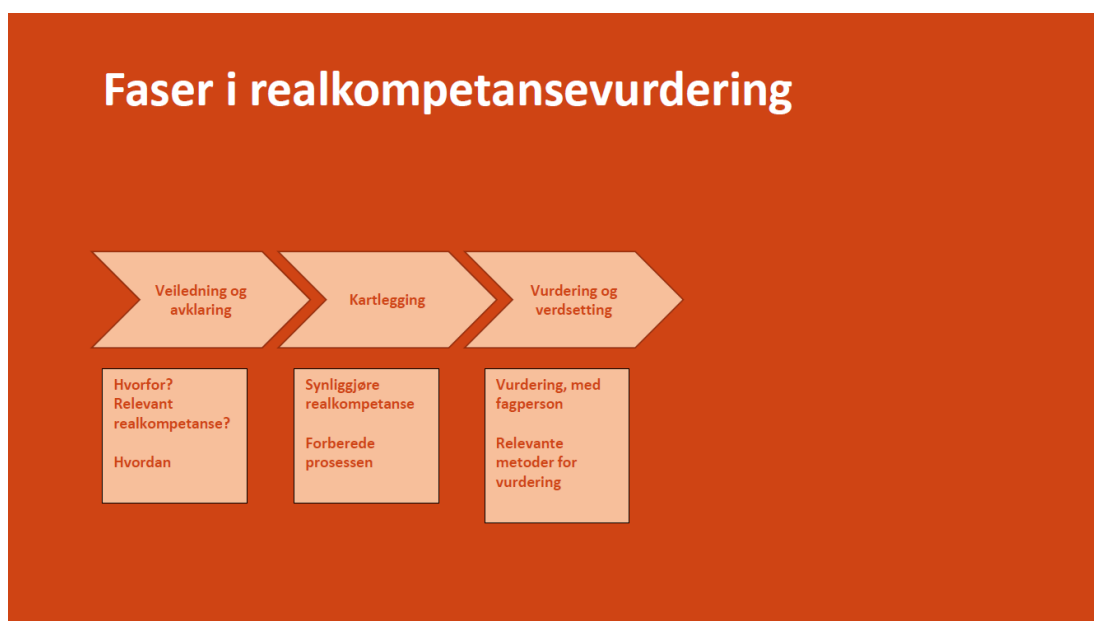 Faser i realkompetansevurdering
Veiledning og
avklaring
Kartlegging
Vurdering og
verdsetting
Hvorfor?
Relevant
realkompetanse?
Hvordan
Synliggjøre
realkompetanse
Forberede
prosessen
Vurdering, med
fagperson
Relevante
metoder for
vurdering